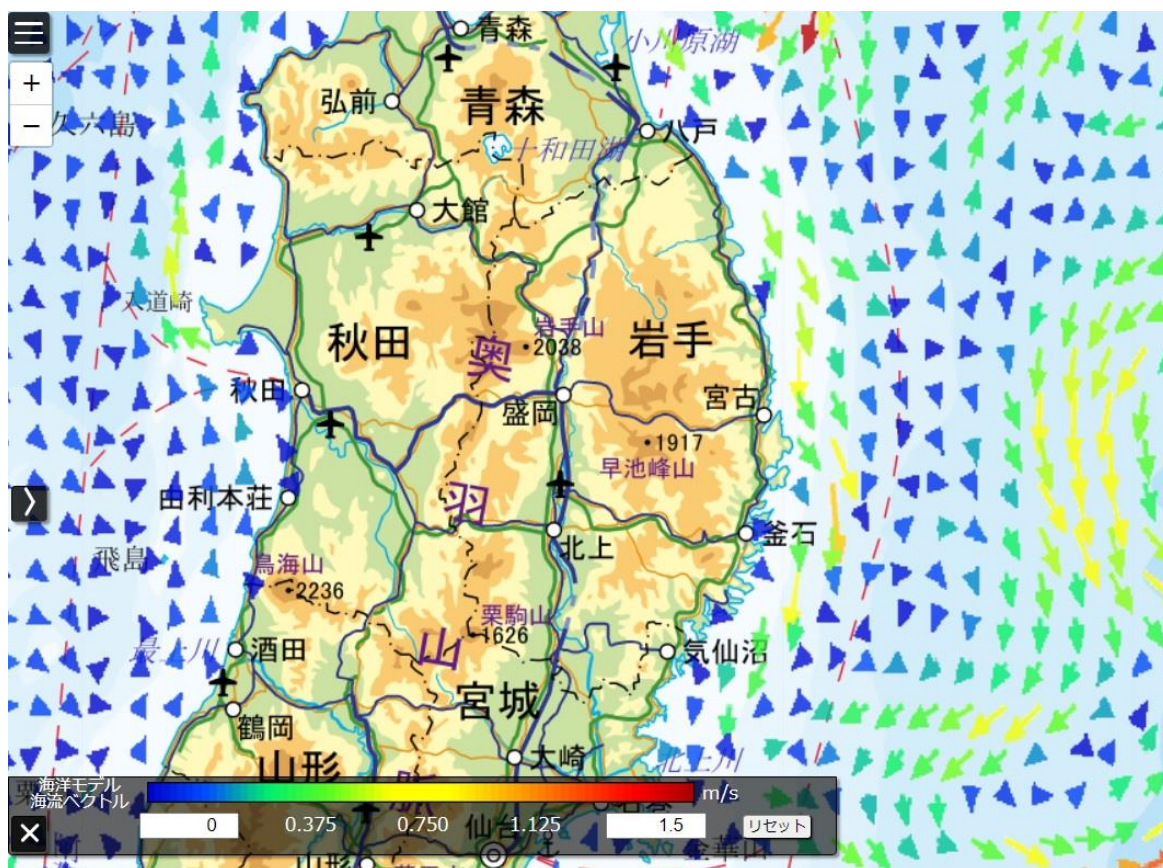 青森
小川原湖
+
弘前
青森
−
久六島
八戸
十和田湖
大館
入道崎
岩手山
秋田
奥
2038
岩手
秋田
盛岡
宮古
1917
早池峰山
由利本荘
羽
北上
釜石
飛島
鳥海山
2236
栗駒山
1626
最上川
酒田
山
気仙沼
宮城
鶴岡
山形
大崎
北上川
海洋モデル
海流ベクトル
m/s
0
0.375
0.750
仙台
1.125
1.5
リセット
山形
金華山